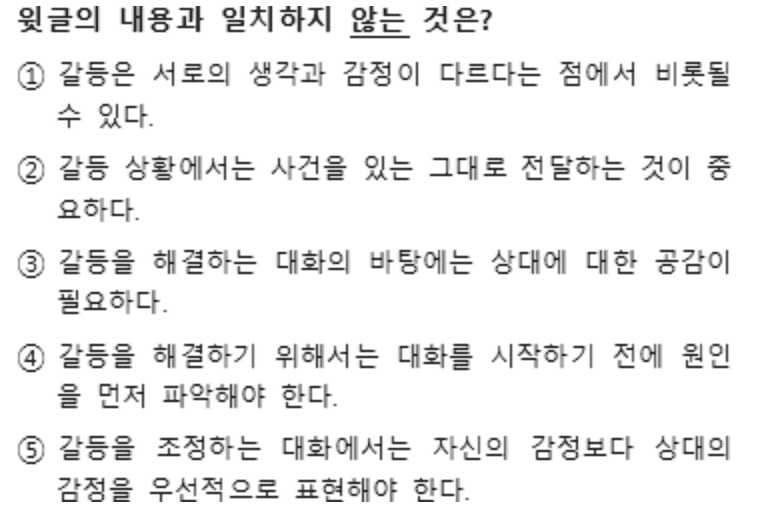 윗글의 내용과 일치하지 않는 것은?
① 갈등은 서로의 생각과 감정이 다르다는 점에서 비롯될
수 있다.
② 갈등 상황에서는 사건을 있는 그대로 전달하는 것이 중
요하다.
③ 갈등을 해결하는 대화의 바탕에는 상대에 대한 공감이
필요하다.
④ 갈등을 해결하기 위해서는 대화를 시작하기 전에 원인
을 먼저 파악해야 한다.
⑤ 갈등을 조정하는 대화에서는 자신의 감정보다 상대의
감정을 우선적으로 표현해야 한다.